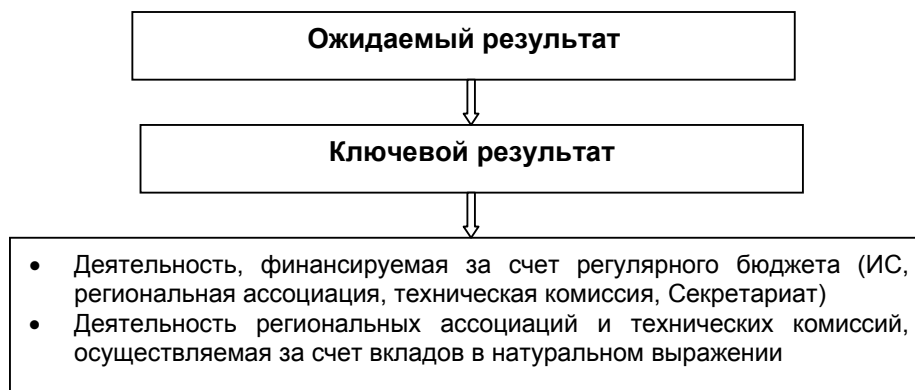 Ожидаемый результат
Ключевой результат
• Деятельность, финансируемая за счет регулярного бюджета (ИС,
региональная ассоциация, техническая комиссия, Секретариат)
• Деятельность региональных ассоциаций и технических комиссий,
осуществляемая за счет вкладов в натуральном выражении